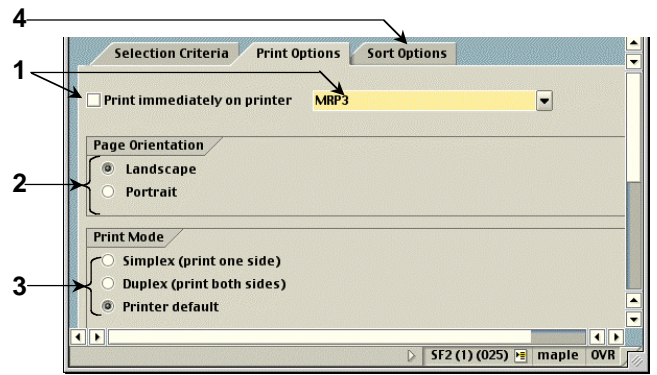 4
Selection Criteria Print Options Sort Options
1
Print immediately on printer MRP3
Page Orientation
2
Landscape
Portrait
Print Mode
3
Simplex (print one side)
Duplex (print both sides)
Printer default
SF2 (1) (025) maple OVR